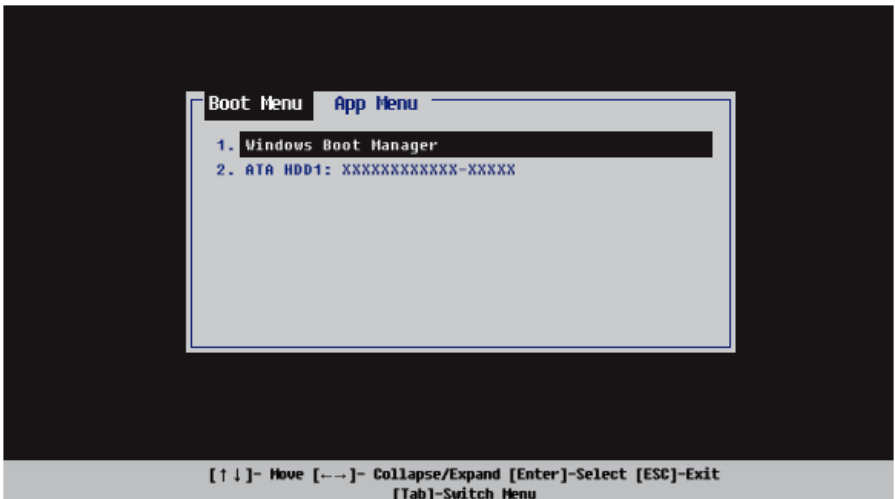 Boot Menu App Menu
1. Windows Boot Manager
2. ATA HDD1: XXXXXXXXXXXX-XXXXX
[↑↓]- Move [←→]- Collapse/Expand [Enter]-Select [ESC]-Exit
[Tab]-Switch Menu